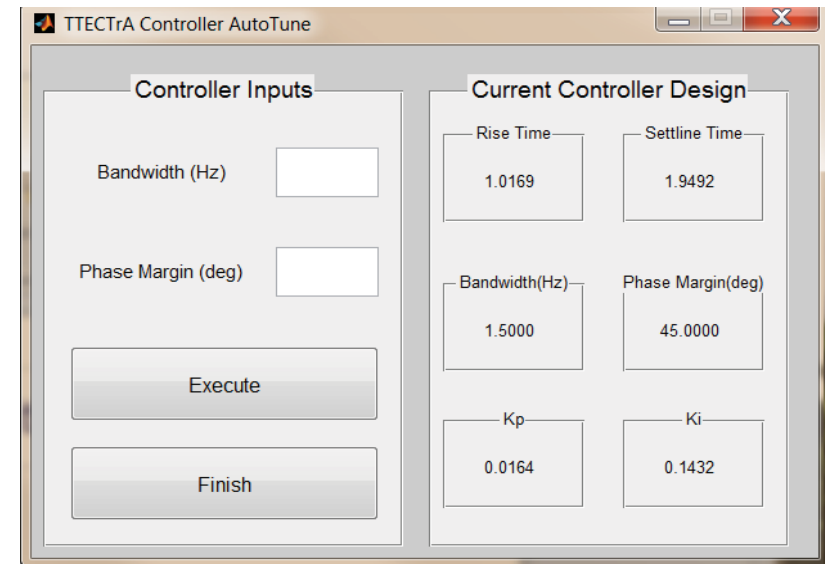 TTECTrA Controller AutoTune
Controller Inputs
Bandwidth (Hz)
Phase Margin (deg)
Execute
Finish
Current Controller Design
Rise Time
1.0169
Settline Time
1.9492
Bandwidth(Hz)
1.5000
Phase Margin(deg)
45.0000
Kp
0.0164
Ki
0.1432